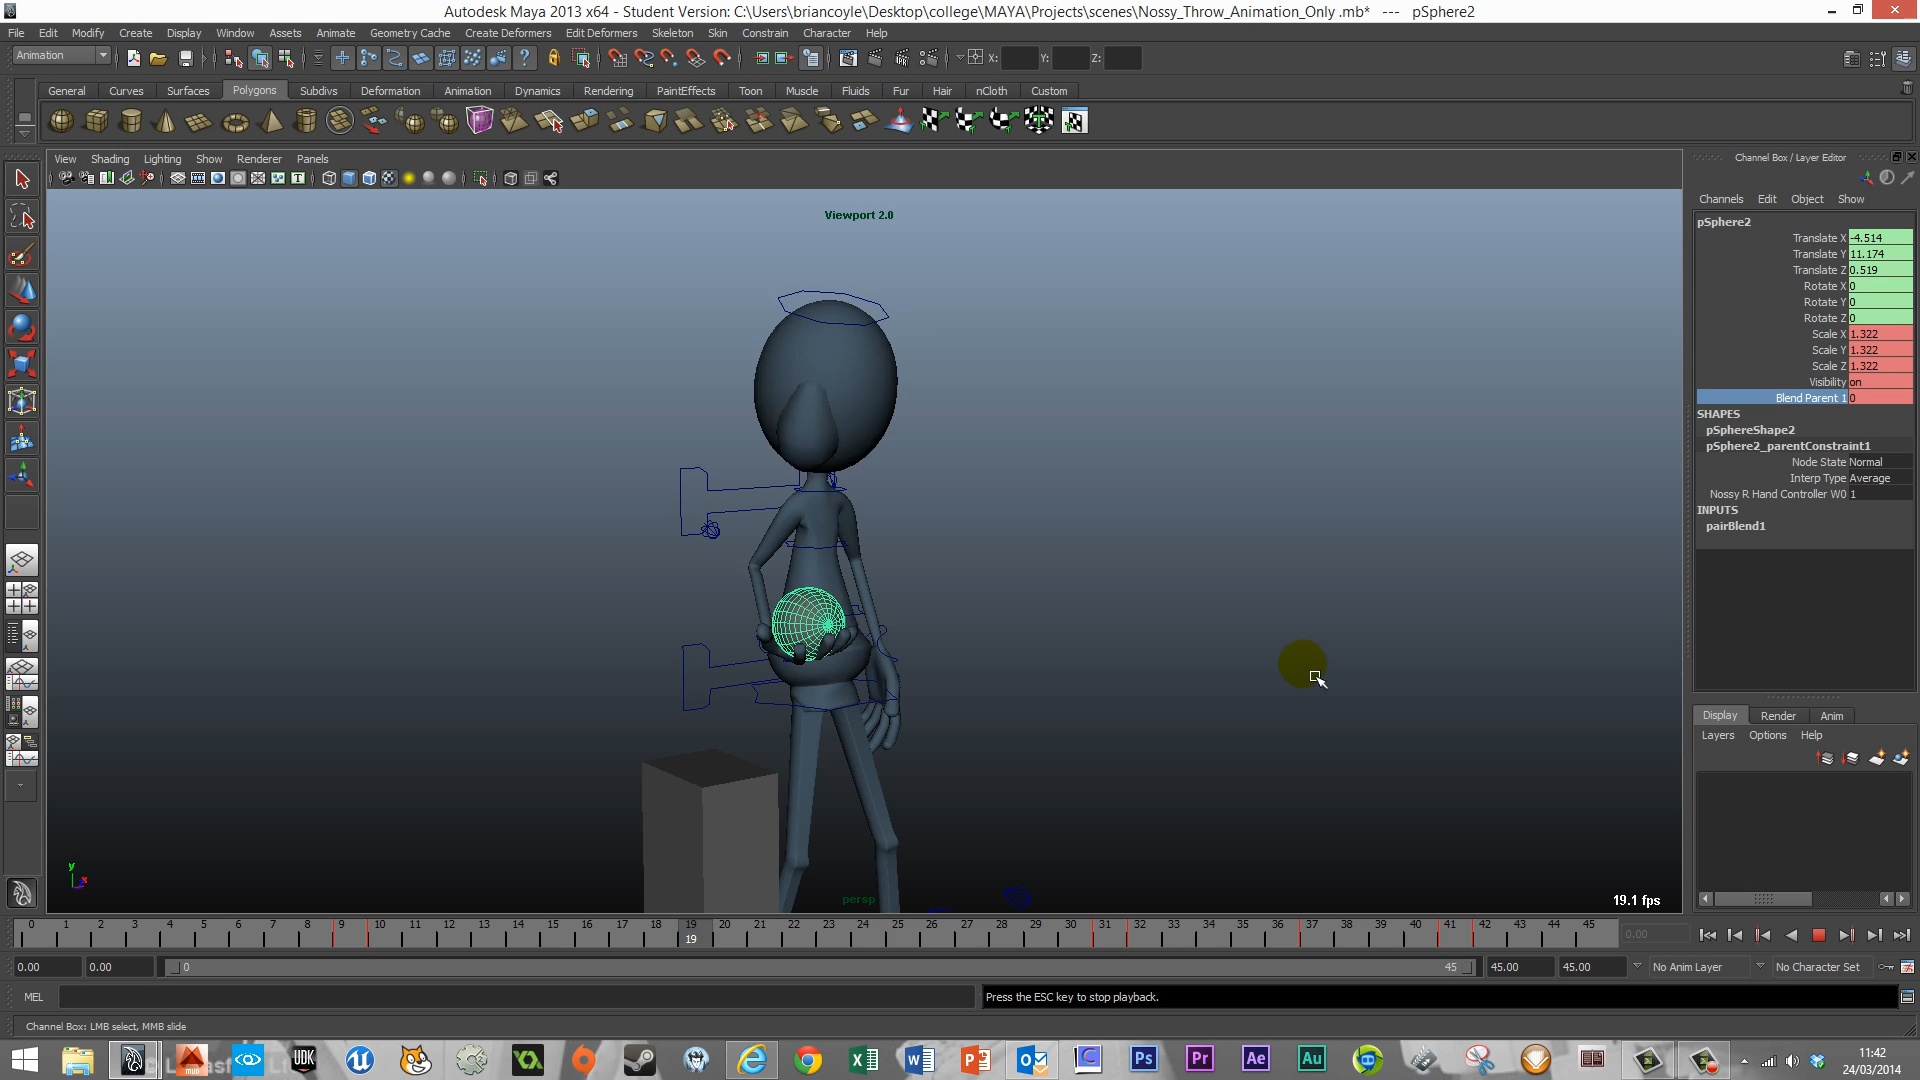 Autodesk Maya 2013 x64 - Student Version: C:\Users\briancoyle\Desktop\college\MAYA\Projects\scenes\Nossy_Throw_Animation_Only .mb*   ---   pSphere2
File Edit Modify Create Display Window Assets Animate Geometry Cache Create Deformers Edit Deformers Skeleton Skin Constrain Character Help
Animation X: Y: Z:
General Curves Surfaces Polygons Subdivs Deformation Animation Dynamics Rendering PaintEffects Toon Muscle Fluids Fur Hair nCloth Custom
View Shading Lighting Show Renderer Panels
Viewport 2.0
Channel Box / Layer Editor
Channels Edit Object Show
pSphere2
Translate X -4.514
Translate Y 11.174
Translate Z 0.519
Rotate X 0
Rotate Y 0
Rotate Z 0
Scale X 1.322
Scale Y 1.322
Scale Z 1.322
Visibility on
Blend Parent 1 0
SHAPES
pSphereShape2
pSphere2_parentConstraint1
Node State Normal
Interp Type Average
Nossy R Hand Controller W0 1
INPUTS
pairBlend1
Display Render Anim
Layers Options Help
y
x
persp
19.1 fps
0 1 2 3 4 5 6 7 8 9 10 11 12 13 14 15 16 17 18 19 20 21 22 23 24 25 26 27 28 29 30 31 32 33 34 35 36 37 38 39 40 41 42 43 44 45
19
0.00
0.00 0.00 0 45 45.00 45.00 No Anim Layer No Character Set
MEL Press the ESC key to stop playback.
Channel Box: LMB select, MMB slide
UDK Ps Pr Ae Au
11:42
24/03/2014